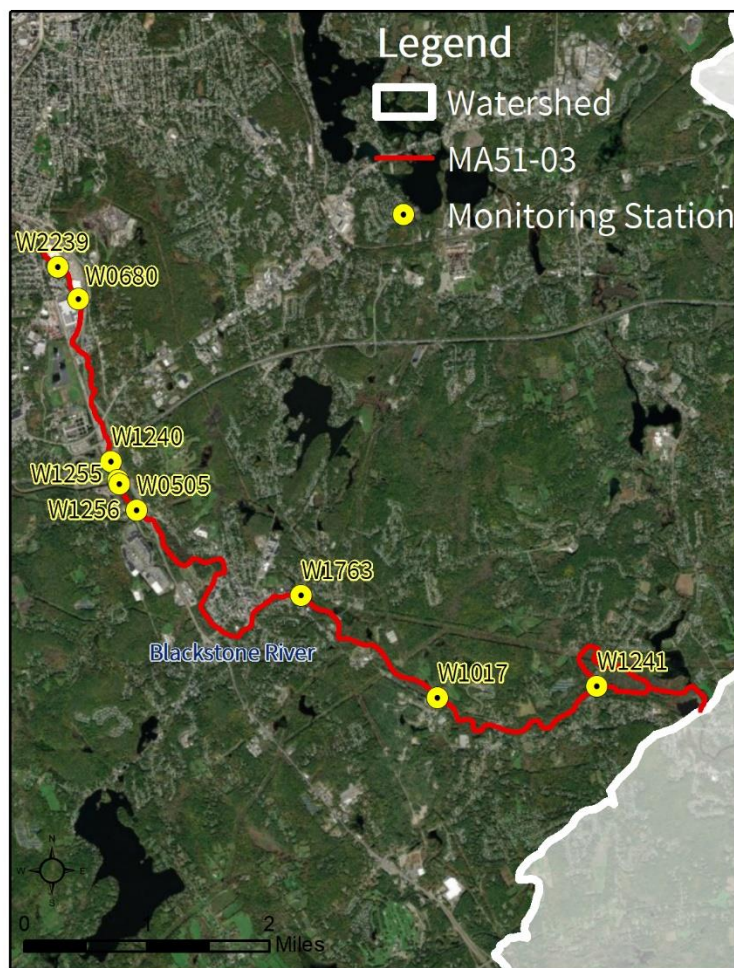 Legend
Watershed
MA51-03
Monitoring Station
W2239
W0680
W1240
W1255
W0505
W1256
W1763
Blackstone River
W1241
W1017
N
W E
S
0 1 2
Miles